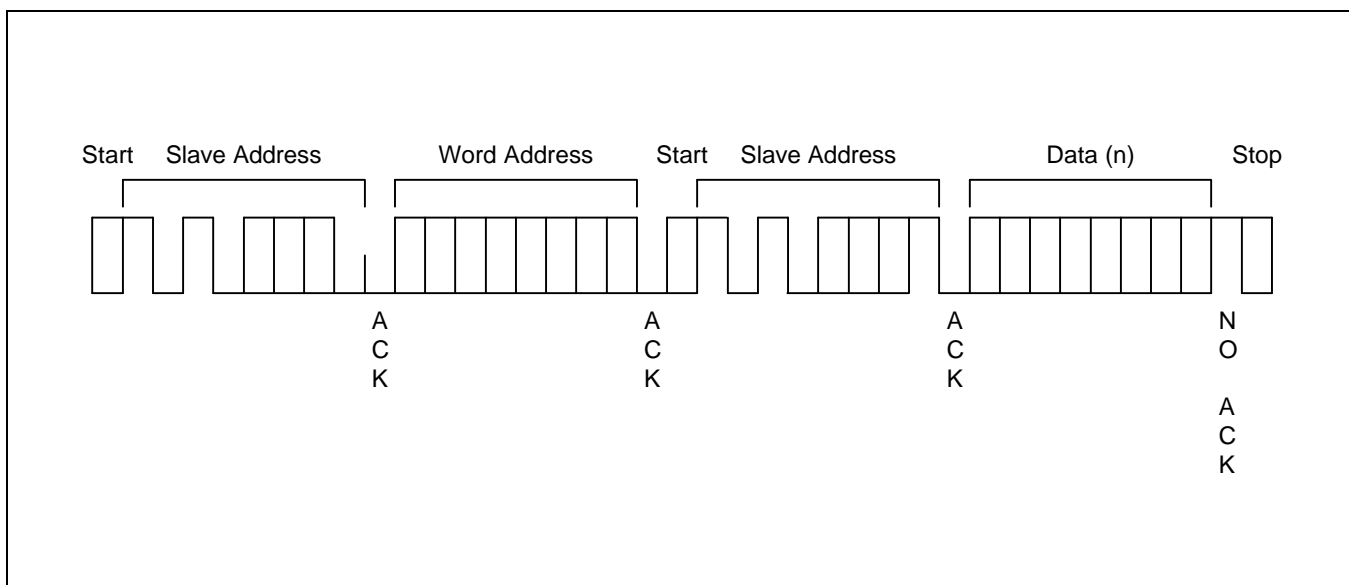 Start Slave Address Word Address Start Slave Address Data (n) Stop
A A A N
C C C O
K K K
A
C
K